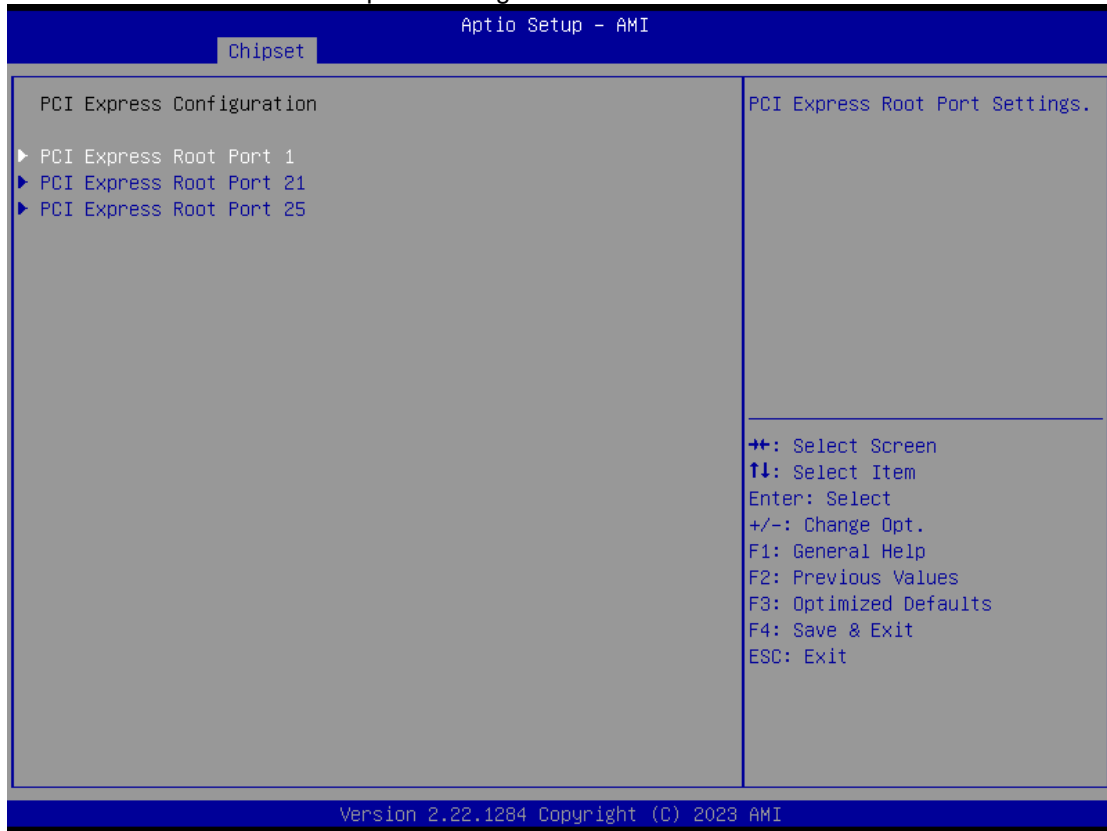 Aptio Setup – AMI
Chipset
PCI Express Configuration
▶ PCI Express Root Port 1
▶ PCI Express Root Port 21
▶ PCI Express Root Port 25
PCI Express Root Port Settings.
→←: Select Screen
↑↓: Select Item
Enter: Select
+/-: Change Opt.
F1: General Help
F2: Previous Values
F3: Optimized Defaults
F4: Save & Exit
ESC: Exit
Version 2.22.1284 Copyright (C) 2023 AMI